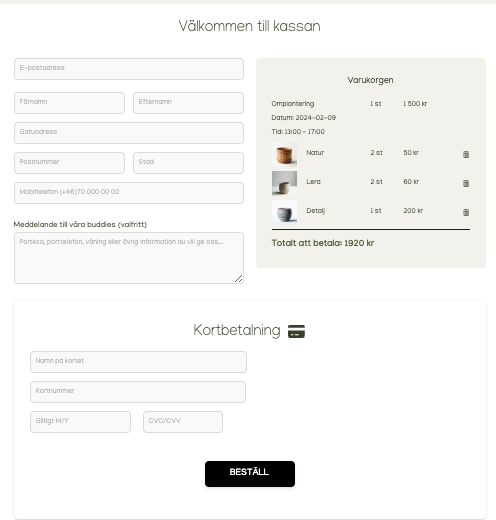 Välkommen till kassan
E-postadress
Förnamn
Efternamn
Gatuadress
Postnummer
Stad
Mobiltelefon (+46)70 000 00 00
Meddelande till våra buddies (valfritt)
Portkod, porttelefon, våning eller övrig information du vill ge oss...
Varukorgen
Omplantering 1 st 1 500 kr
Datum: 2024-02-09
Tid: 13:00 - 17:00
Natur 2 st 50 kr
Lera 2 st 60 kr
Detalj 1 st 200 kr
Totalt att betala: 1920 kr
Kortbetalning
Namn på kortet
Kortnummer
Giltigt M/Y
CVC/CVV
BESTÄLL